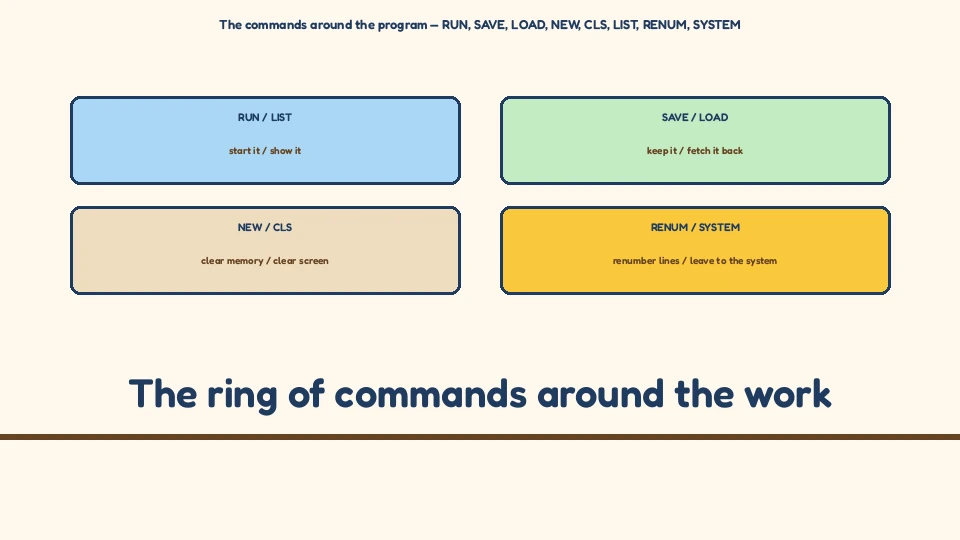 The commands around the program — RUN, SAVE, LOAD, NEW, CLS, LIST, RENUM, SYSTEM
RUN / LIST
start it / show it
SAVE / LOAD
keep it / fetch it back
NEW / CLS
clear memory / clear screen
RENUM / SYSTEM
renumber lines / leave to the system
The ring of commands around the work